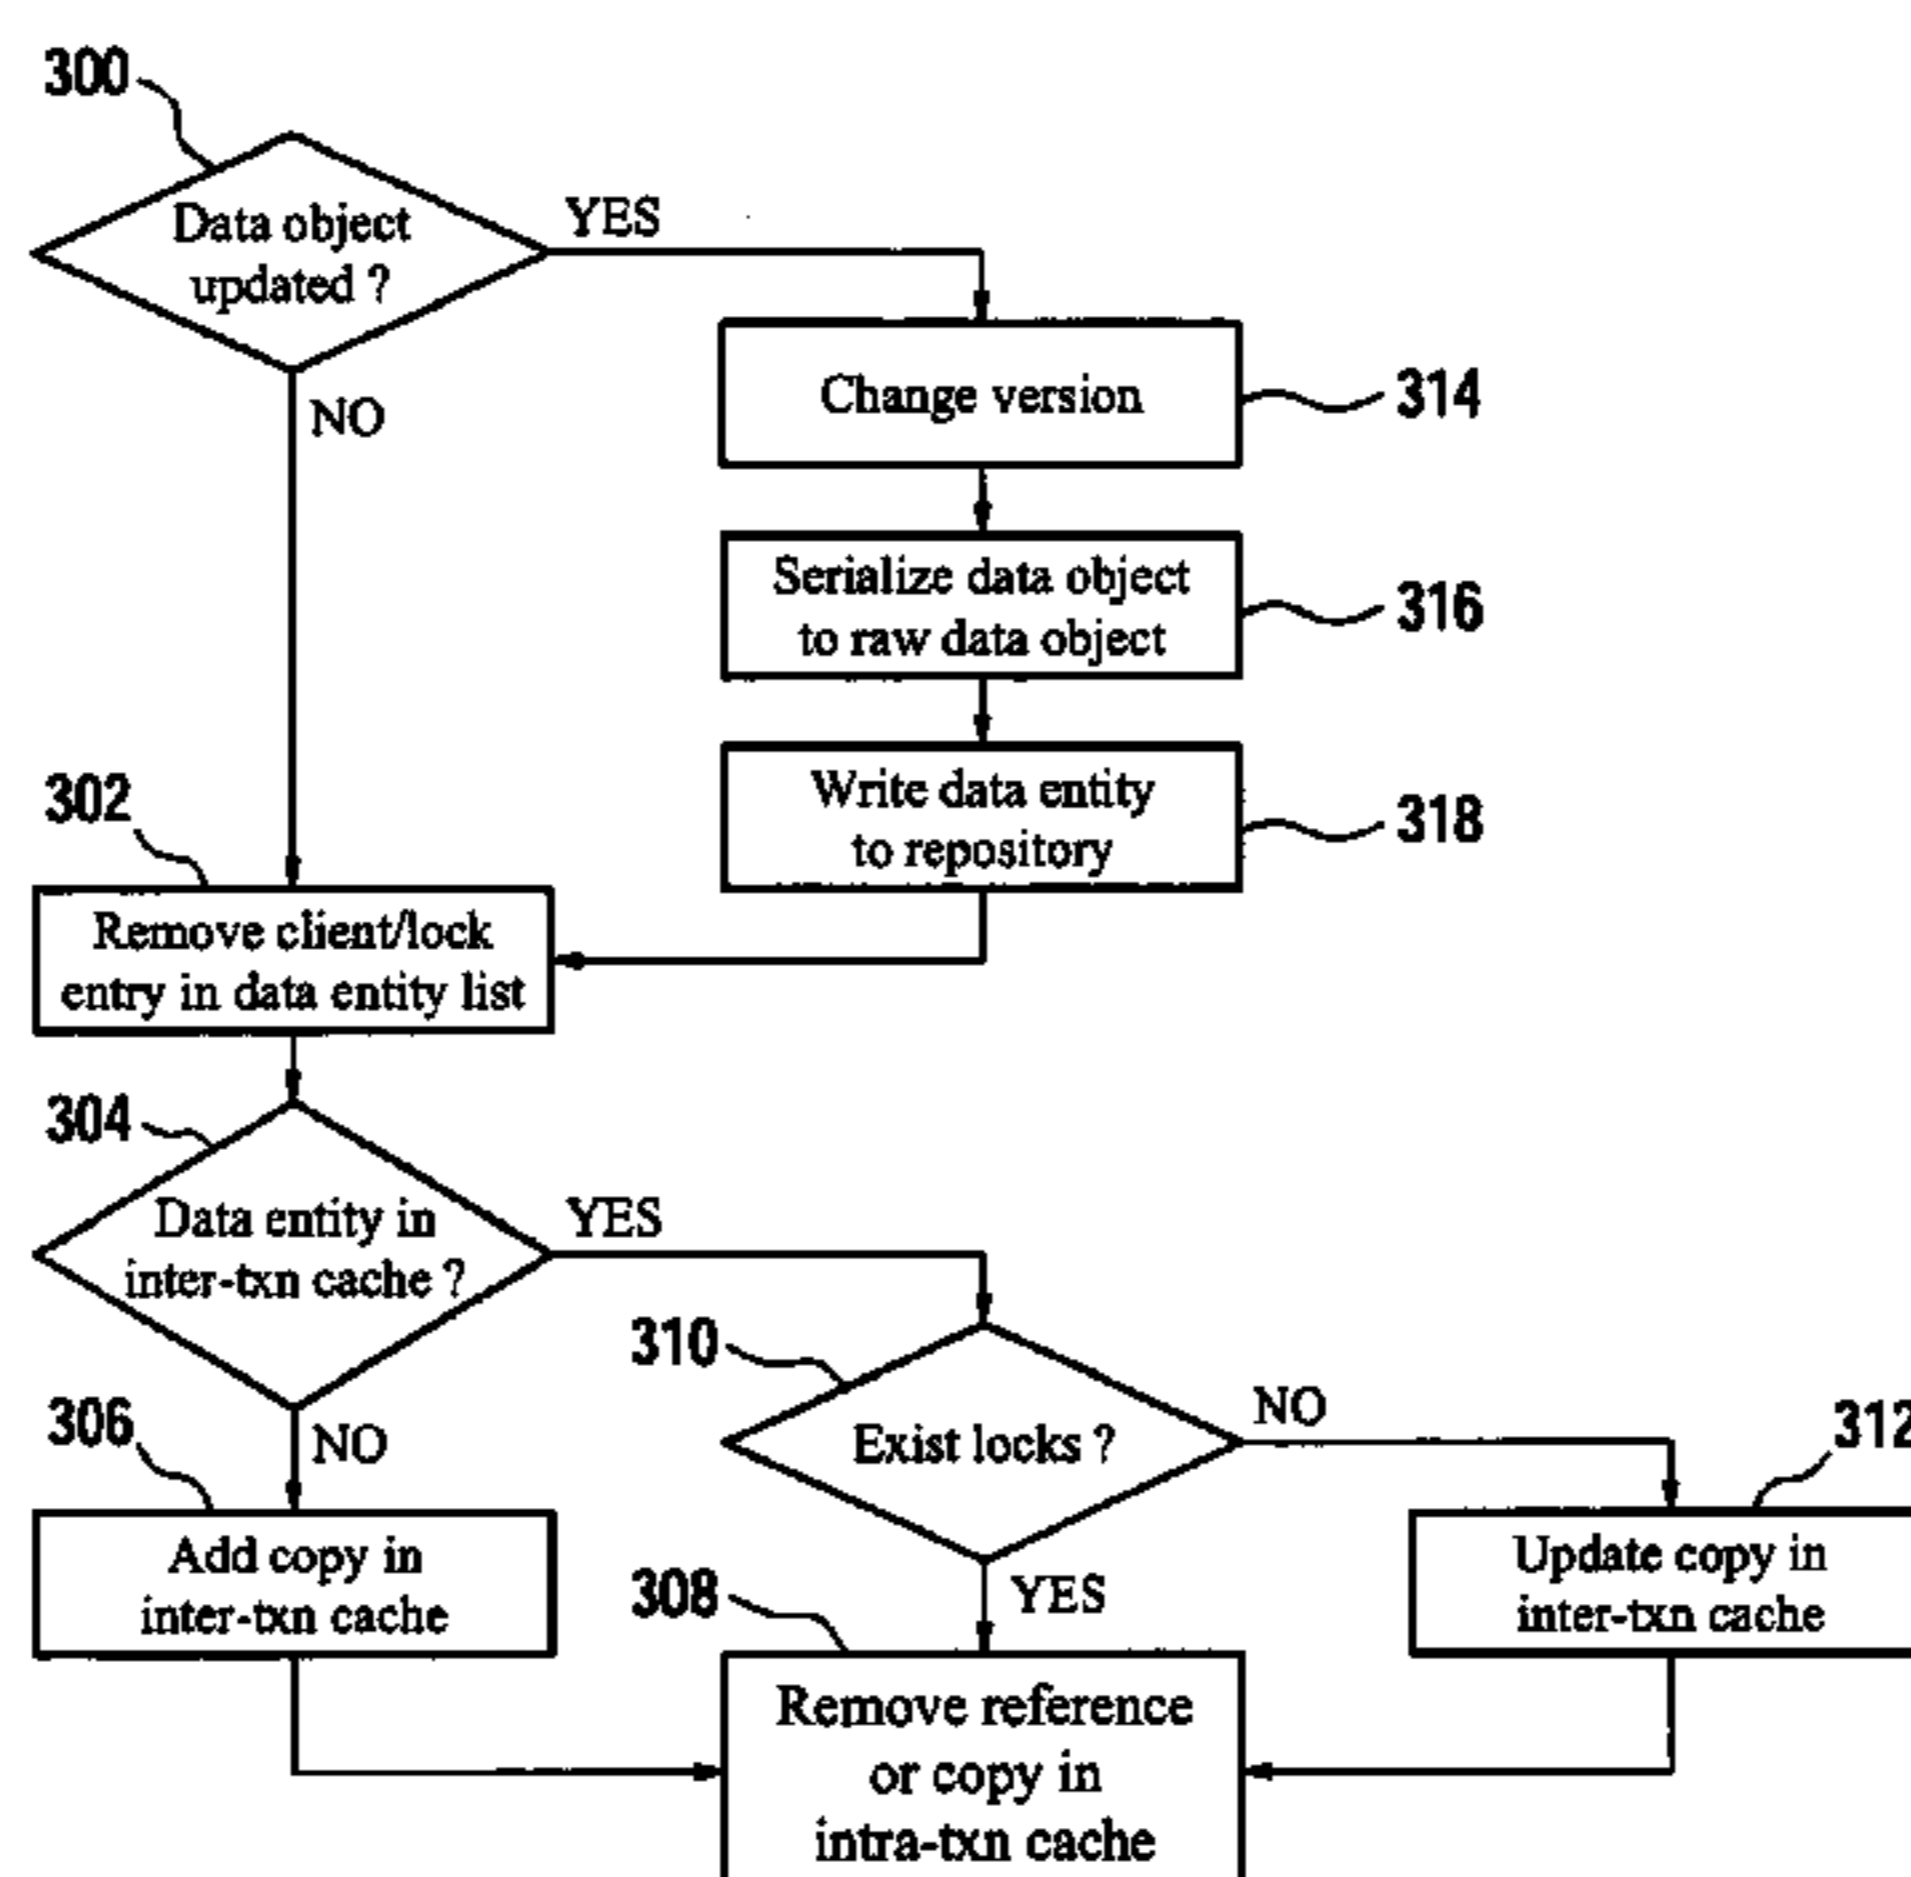 300
Data object
updated ?
YES
NO
Change version
314
Serialize data object
to raw data object
316
Write data entity
to repository
318
302
Remove client/lock
entry in data entity list
304
Data entity in
inter-txn cache ?
YES
NO
310
Exist locks ?
NO
YES
312
306
Add copy in
inter-txn cache
308
Remove reference
or copy in
intra-txn cache
Update copy in
inter-txn cache